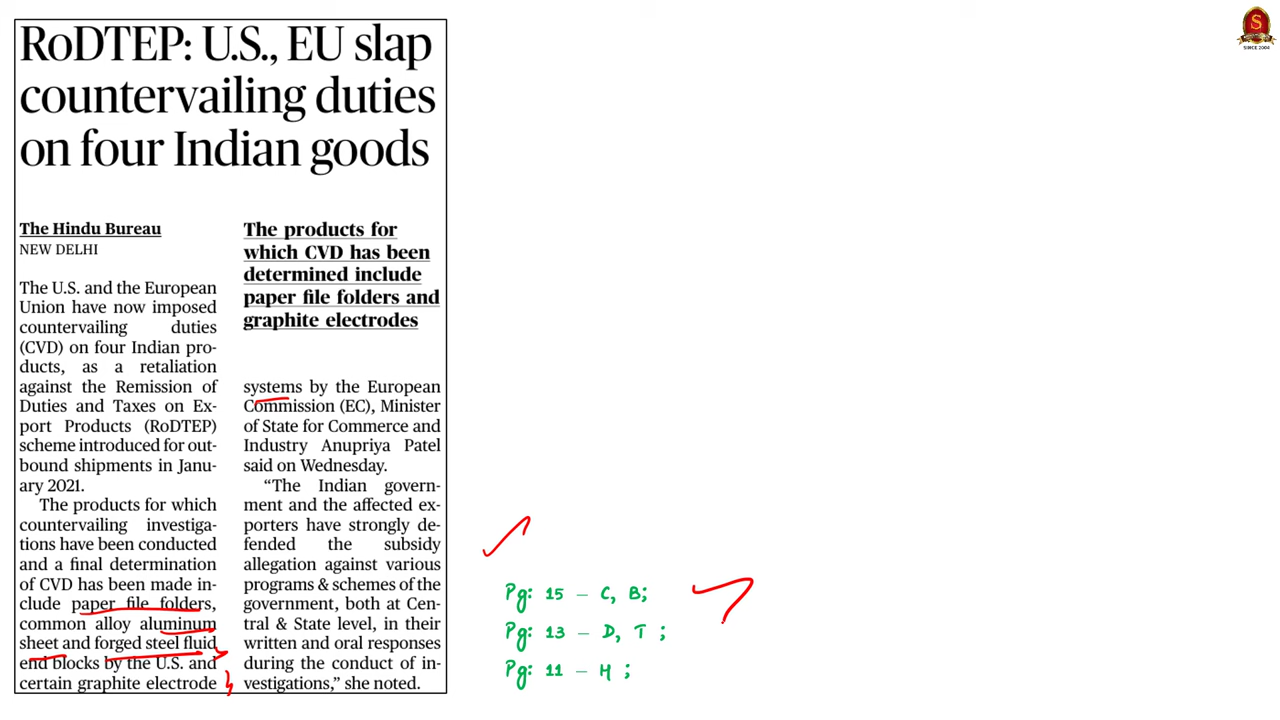 RoDTEP: U.S., EU slap
countervailing duties
on four Indian goods
The Hindu Bureau
NEW DELHI
The U.S. and the European
Union have now imposed
countervailing duties
(CVD) on four Indian pro-
ducts, as a retaliation
against the Remission of
Duties and Taxes on Ex-
port Products (RoDTEP)
scheme introduced for out-
bound shipments in Janu-
ary 2021.
The products for which
countervailing investiga-
tions have been conducted
and a final determination
of CVD has been made in-
clude paper file folders,
common alloy aluminum
sheet and forged steel fluid
end blocks by the U.S. and
certain graphite electrode
The products for
which CVD has been
determined include
paper file folders and
graphite electrodes
systems by the European
Commission (EC), Minister
of State for Commerce and
Industry Anupriya Patel
said on Wednesday.
“The Indian govern-
ment and the affected ex-
porters have strongly de-
fended the subsidy
allegation against various
programs & schemes of the
government, both at Cen-
tral & State level, in their
written and oral responses
during the conduct of in-
vestigations,” she noted.
Pg: 15 – C, B;
Pg: 13 – D, T ;
Pg: 11 – H ;
S
SINCE 2004